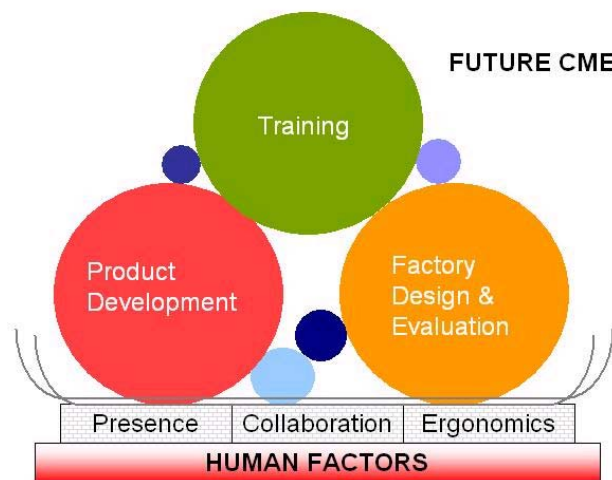 FUTURE CME
Training
Product
Development
Factory
Design &
Evaluation
Presence
Collaboration
Ergonomics
HUMAN FACTORS